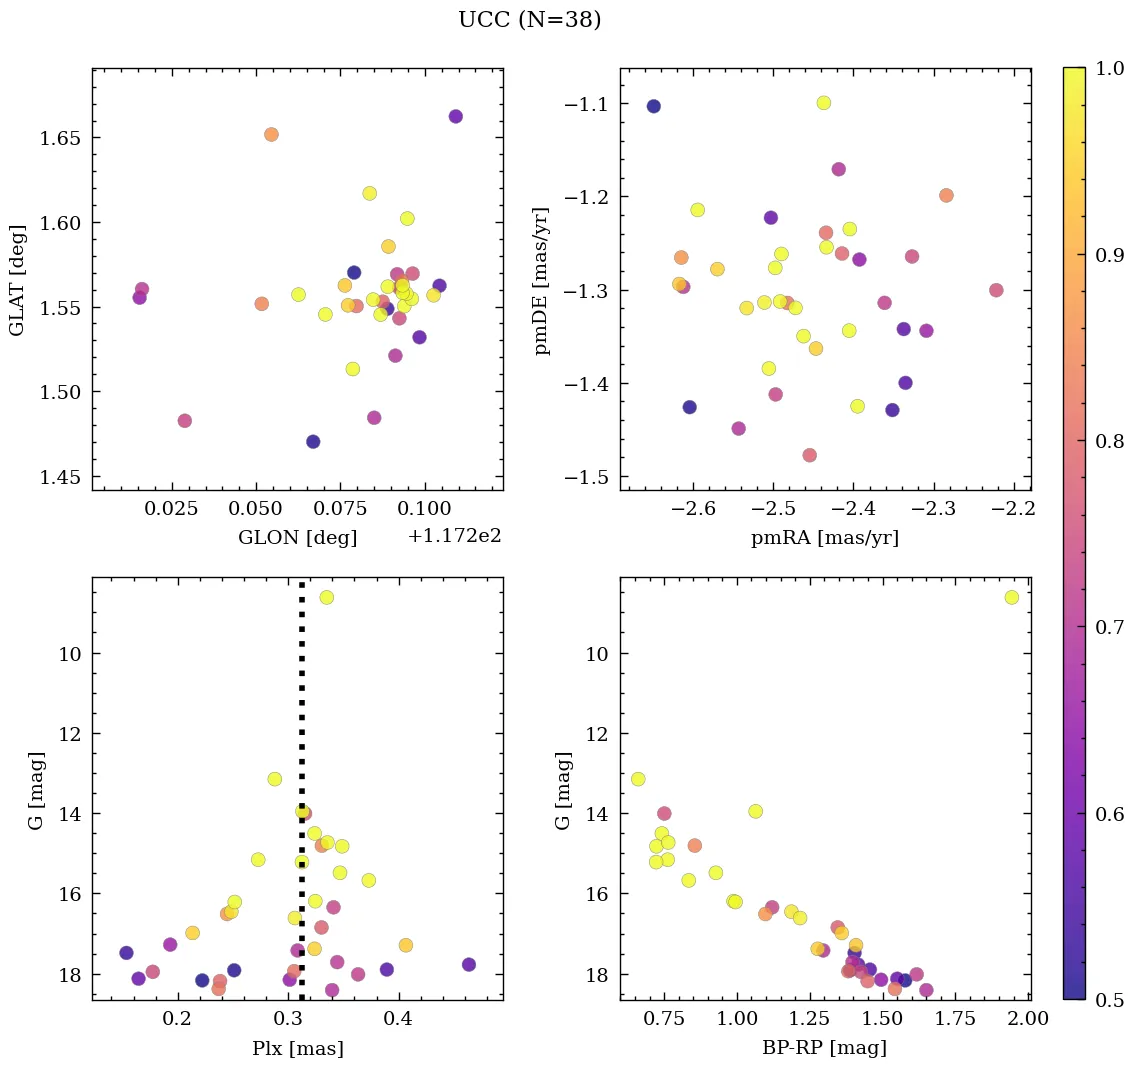 UCC (N=38)
1.65
1.60
1.55
1.50
1.45
GLAT [deg]
0.025 0.050 0.075 0.100
GLON [deg]
+1.172e2
−1.1
−1.2
−1.3
−1.4
−1.5
pmDE [mas/yr]
−2.6 −2.5 −2.4 −2.3 −2.2
pmRA [mas/yr]
10
12
14
16
18
G [mag]
0.2 0.3 0.4
Plx [mas]
10
12
14
16
18
G [mag]
0.75 1.00 1.25 1.50 1.75 2.00
BP-RP [mag]
1.0
0.9
0.8
0.7
0.6
0.5